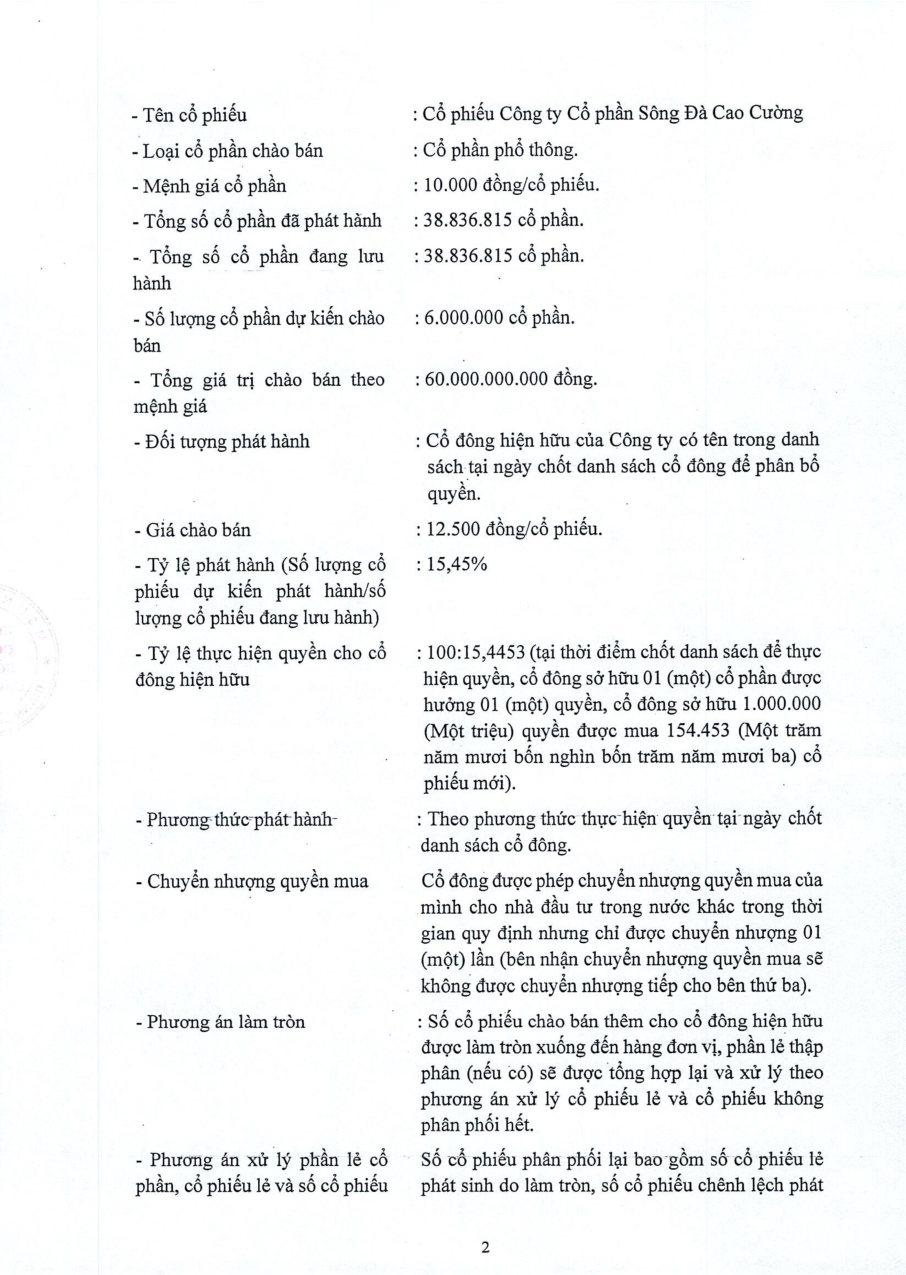 - Tên cổ phiếu : Cổ phiếu Công ty Cổ phần Sông Đà Cao Cường
- Loại cổ phần chào bán : Cổ phần phổ thông.
- Mệnh giá cổ phần : 10.000 đồng/cổ phiếu.
- Tổng số cổ phần đã phát hành : 38.836.815 cổ phần.
- Tổng số cổ phần đang lưu : 38.836.815 cổ phần.
hành
- Số lượng cổ phần dự kiến chào : 6.000.000 cổ phần.
bán
- Tổng giá trị chào bán theo : 60.000.000.000 đồng.
mệnh giá
- Đối tượng phát hành : Cổ đông hiện hữu của Công ty có tên trong danh
sách tại ngày chốt danh sách cổ đông để phân bổ
quyền.
- Giá chào bán : 12.500 đồng/cổ phiếu.
- Tỷ lệ phát hành (Số lượng cổ : 15,45%
phiếu dự kiến phát hành/số
lượng cổ phiếu đang lưu hành)
- Tỷ lệ thực hiện quyền cho cổ : 100:15,4453 (tại thời điểm chốt danh sách để thực
đông hiện hữu hiện quyền, cổ đông sở hữu 01 (một) cổ phần được
hưởng 01 (một) quyền, cổ đông sở hữu 1.000.000
(Một triệu) quyền được mua 154.453 (Một trăm
năm mươi bốn nghìn bốn trăm năm mươi ba) cổ
phiếu mới).
- Phương thức phát hành : Theo phương thức thực hiện quyền tại ngày chốt
danh sách cổ đông.
- Chuyển nhượng quyền mua Cổ đông được phép chuyển nhượng quyền mua của
mình cho nhà đầu tư trong nước khác trong thời
gian quy định nhưng chỉ được chuyển nhượng 01
(một) lần (bên nhận chuyển nhượng quyền mua sẽ
không được chuyển nhượng tiếp cho bên thứ ba).
- Phương án làm tròn : Số cổ phiếu chào bán thêm cho cổ đông hiện hữu
được làm tròn xuống đến hàng đơn vị, phần lẻ thập
phân (nếu có) sẽ được tổng hợp lại và xử lý theo
phương án xử lý cổ phiếu lẻ và cổ phiếu không
phân phối hết.
- Phương án xử lý phần lẻ cổ Số cổ phiếu phân phối lại bao gồm số cổ phiếu lẻ
phần, cổ phiếu lẻ và số cổ phiếu phát sinh do làm tròn, số cổ phiếu chênh lệch phát
2